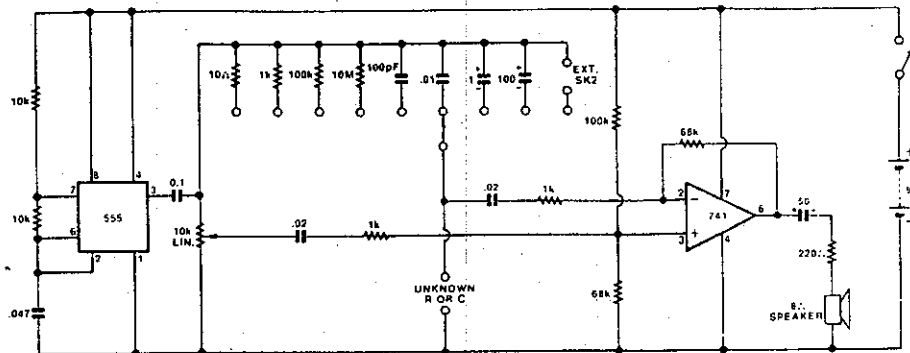 10k
10k
.047
7
6
2
8
4
3
1
555
0.1
10k
LIN.
10Ω
1k
100k
10M
100pF
.01
1
+
-
100
+
-
EXT.
SK2
.02
1k
.02
1k
UNKNOWN
R OR C
100k
68k
68k
2
-
3
+
7
741
4
6
+
-
220
SPEAKER
+
-